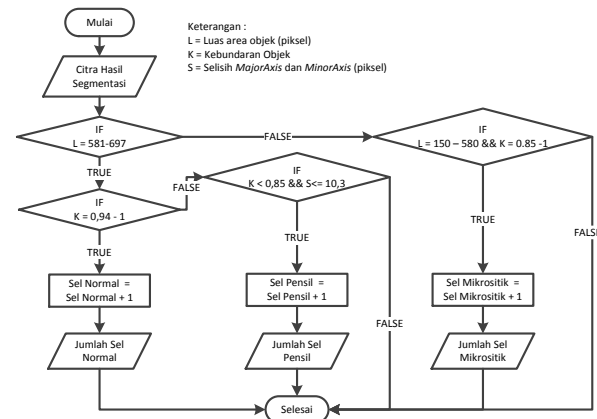 Mulai
Keterangan :
L = Luas area objek (piksel)
K = Kebundaran Objek
S = Selisih MajorAxis dan MinorAxis (piksel)
Citra Hasil
Segmentasi
IF
L = 581-697
FALSE
IF
L = 150 – 580 && K = 0.85 -1
TRUE
FALSE
IF
K < 0,85 && S<= 10,3
IF
K = 0,94 - 1
TRUE
TRUE
TRUE
FALSE
Sel Normal =
Sel Normal + 1
Sel Pensil =
Sel Pensil + 1
Sel Mikrositik =
Sel Mikrositik + 1
FALSE
Jumlah Sel
Normal
Jumlah Sel
Pensil
Jumlah Sel
Mikrositik
Selesai